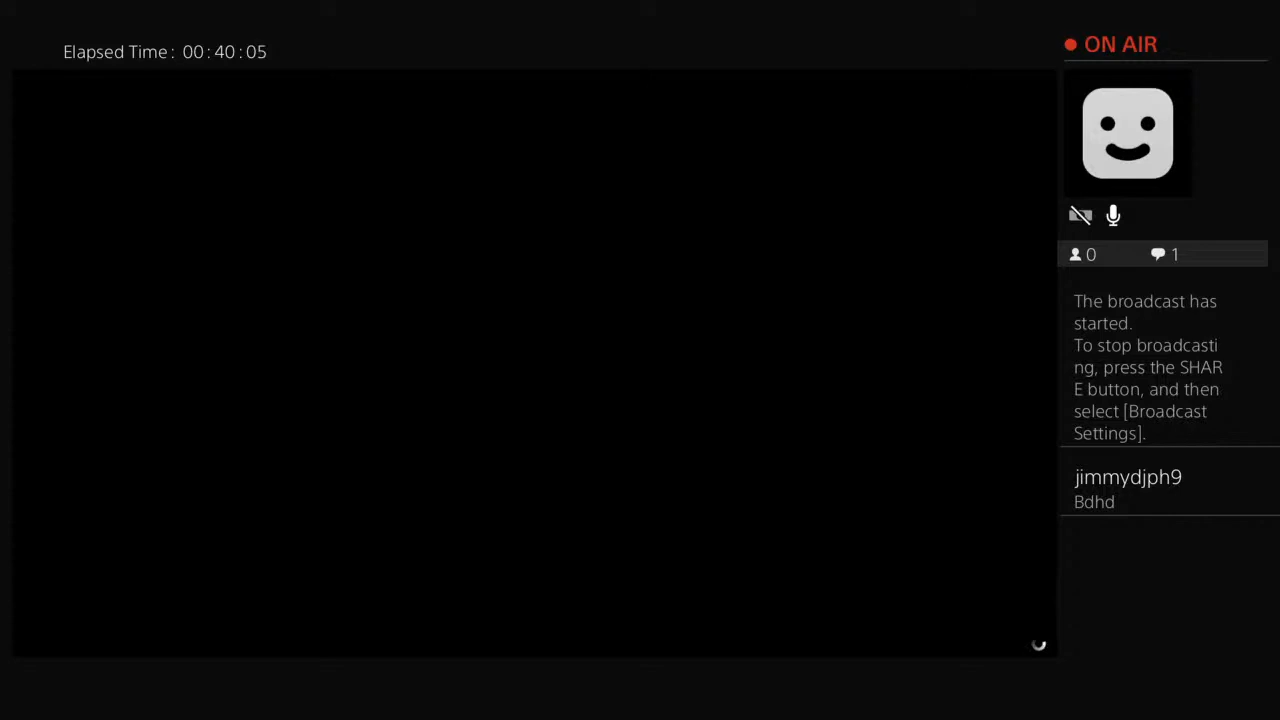 Elapsed Time: 00:40:05
ON AIR
0 1
The broadcast has
started.
To stop broadcasti
ng, press the SHAR
E button, and then
select [Broadcast
Settings].
jimmydjph9
Bdhd